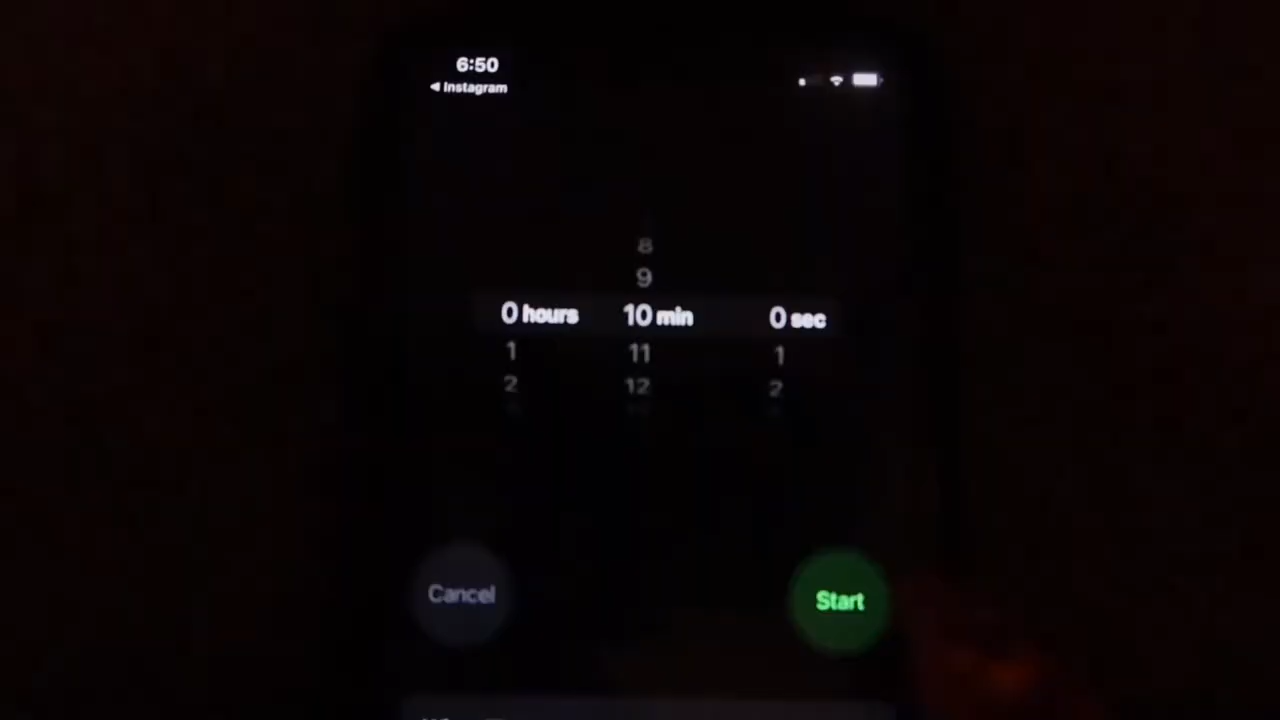 6:50
◀ Instagram
8
9
0 hours 10 min 0 sec
1 11 1
2 12 2
Cancel Start